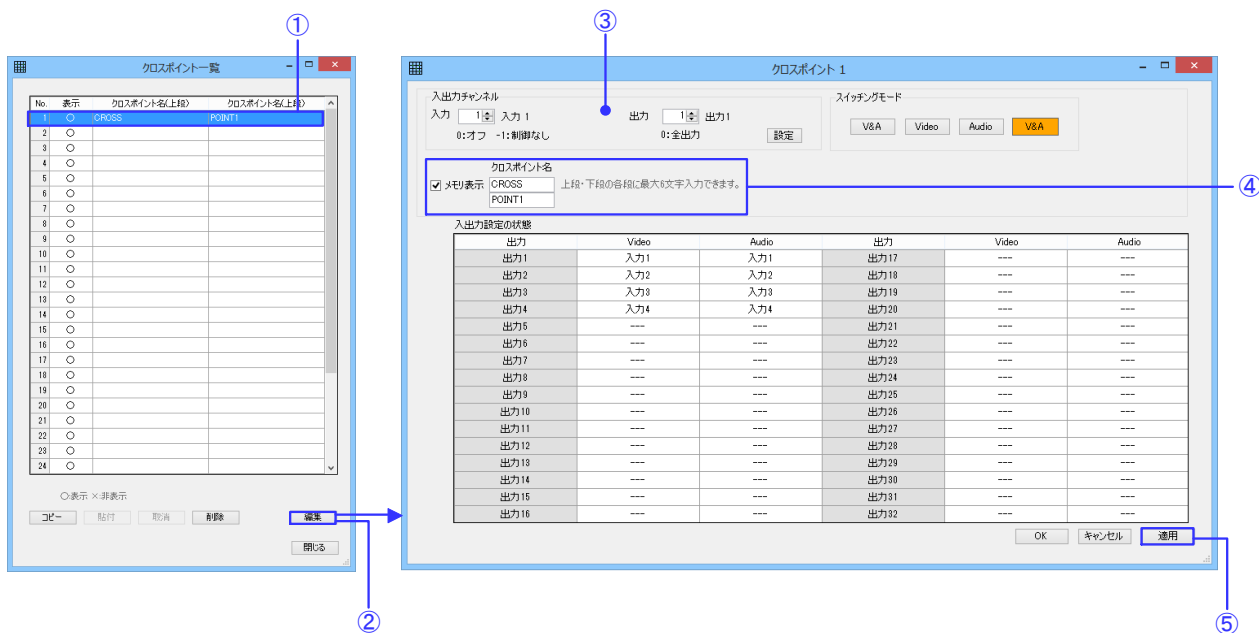 ①
③
クロスポイント一覧
No. 表示 クロスポイント名(上段) クロスポイント名(上段)
1 ○ CROSS POINT1
2 ○
3 ○
4 ○
5 ○
6 ○
7 ○
8 ○
9 ○
10 ○
11 ○
12 ○
13 ○
14 ○
15 ○
16 ○
17 ○
18 ○
19 ○
20 ○
21 ○
22 ○
23 ○
24 ○
○:表示 ×:非表示
コピー 貼付 取消 削除 編集
閉じる
②
クロスポイント 1
入出力チャンネル
入力 1 入力 1 出力 1 出力1
0:オフ -1:制御なし 0:全出力 設定
スイッチングモード
V&A Video Audio V&A
クロスポイント名
メモリ表示 CROSS 上段・下段の各段に最大6文字入力できます。
POINT1
④
入出力設定の状態
出力 Video Audio 出力 Video Audio
出力1 入力1 入力1 出力17 --- ---
出力2 入力2 入力2 出力18 --- ---
出力3 入力3 入力3 出力19 --- ---
出力4 入力4 入力4 出力20 --- ---
出力5 --- --- 出力21 --- ---
出力6 --- --- 出力22 --- ---
出力7 --- --- 出力23 --- ---
出力8 --- --- 出力24 --- ---
出力9 --- --- 出力25 --- ---
出力10 --- --- 出力26 --- ---
出力11 --- --- 出力27 --- ---
出力12 --- --- 出力28 --- ---
出力13 --- --- 出力29 --- ---
出力14 --- --- 出力30 --- ---
出力15 --- --- 出力31 --- ---
出力16 --- --- 出力32 --- ---
OK キャンセル 適用
⑤